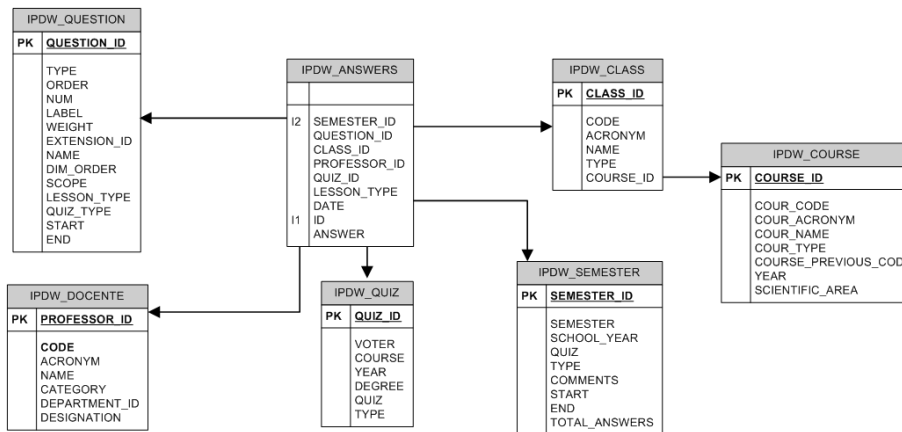 IPDW_QUESTION
PK QUESTION_ID
TYPE
ORDER
NUM
LABEL
WEIGHT
EXTENSION_ID
NAME
DIM_ORDER
SCOPE
LESSON_TYPE
QUIZ_TYPE
START
END
IPDW_ANSWERS
I2 SEMESTER_ID
QUESTION_ID
CLASS_ID
PROFESSOR_ID
QUIZ_ID
LESSON_TYPE
DATE
I1 ID
ANSWER
IPDW_CLASS
PK CLASS_ID
CODE
ACRONYM
NAME
TYPE
COURSE_ID
IPDW_COURSE
PK COURSE_ID
COUR_CODE
COUR_ACRONYM
COUR_NAME
COUR_TYPE
COURSE_PREVIOUS_COD
YEAR
SCIENTIFIC_AREA
IPDW_DOCENTE
PK PROFESSOR_ID
CODE
ACRONYM
NAME
CATEGORY
DEPARTMENT_ID
DESIGNATION
IPDW_QUIZ
PK QUIZ_ID
VOTER
COURSE
YEAR
DEGREE
QUIZ
TYPE
IPDW_SEMESTER
PK SEMESTER_ID
SEMESTER
SCHOOL_YEAR
QUIZ
TYPE
COMMENTS
START
END
TOTAL_ANSWERS